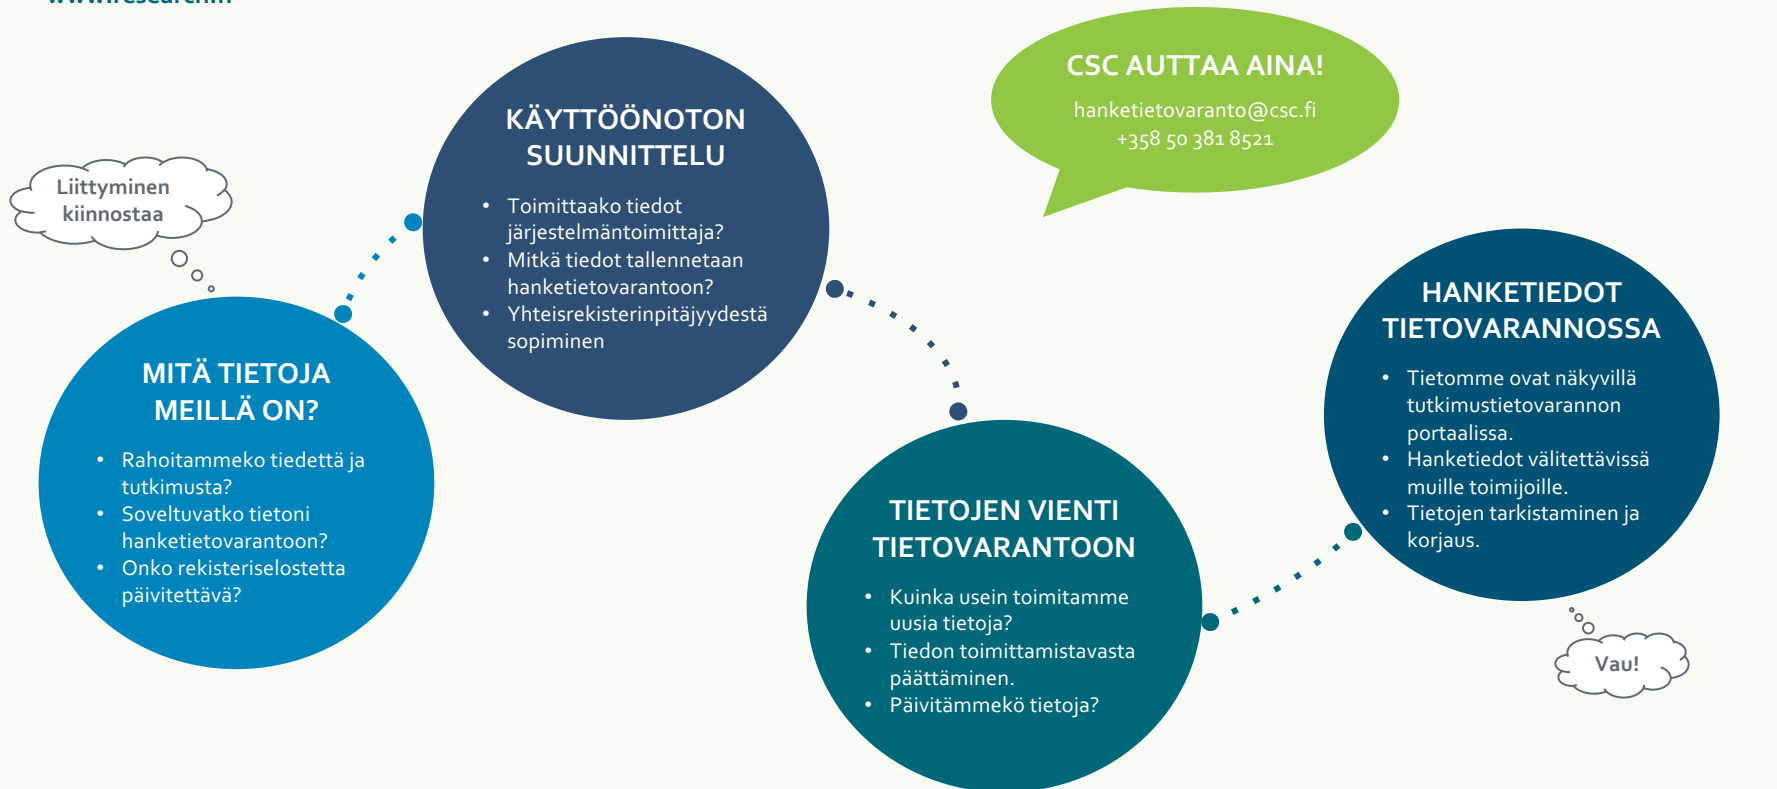 Liittyminen
kiinnostaa
MITÄ TIETOJA
MEILLÄ ON?
• Rahoitammeko tiedettä ja
tutkimusta?
• Soveltuvatko tietoni
hanketietovarantoon?
• Onko rekisteriselostetta
päivitettävä?
KÄYTTÖÖNOTON
SUUNNITTELU
• Toimittaako tiedot
järjestelmäntoimittaja?
• Mitkä tiedot tallennetaan
hanketietovarantoon?
• Yhteisrekisterinpitäjyydestä
sopiminen
CSC AUTTAA AINA!
hanketietovaranto@csc.fi
+358 50 381 8521
TIETOJEN VIENTI
TIETOVARANTOON
• Kuinka usein toimitamme
uusia tietoja?
• Tiedon toimittamistavasta
päättäminen.
• Päivitämmekö tietoja?
HANKETIEDOT
TIETOVARANNOSSA
• Tietomme ovat näkyvillä
tutkimustietovarannon
portaalissa.
• Hanketiedot välitettävissä
muille toimijoille.
• Tietojen tarkistaminen ja
korjaus.
Vau!